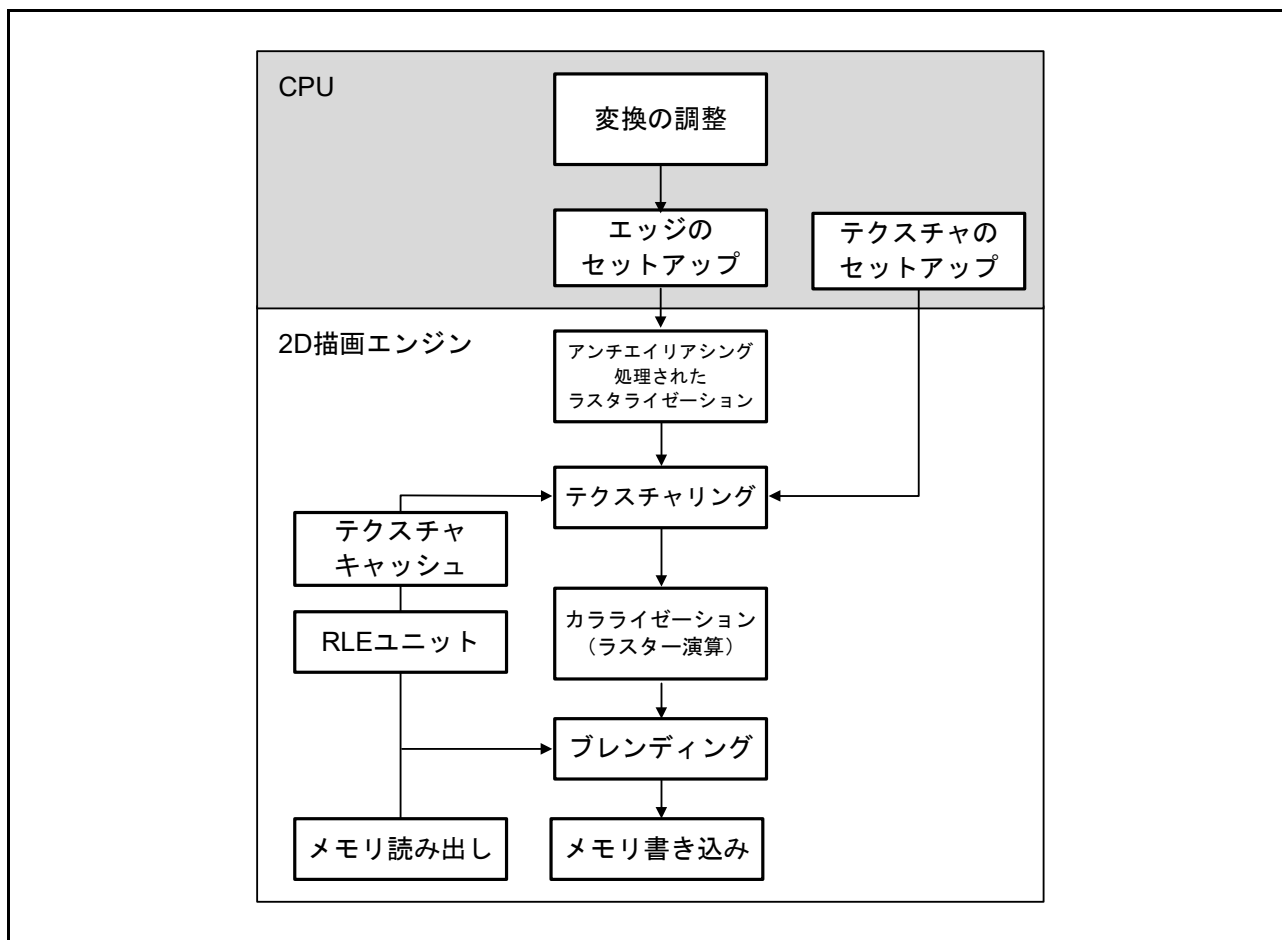 CPU
変換の調整
エッジの
セットアップ
テクスチャの
セットアップ
2D描画エンジン
アンチエイリアシング
処理された
ラスタライゼーション
テクスチャリング
テクスチャ
キャッシュ
RLEユニット
カラライゼーション
（ラスター演算）
ブレンディング
メモリ読み出し
メモリ書き込み